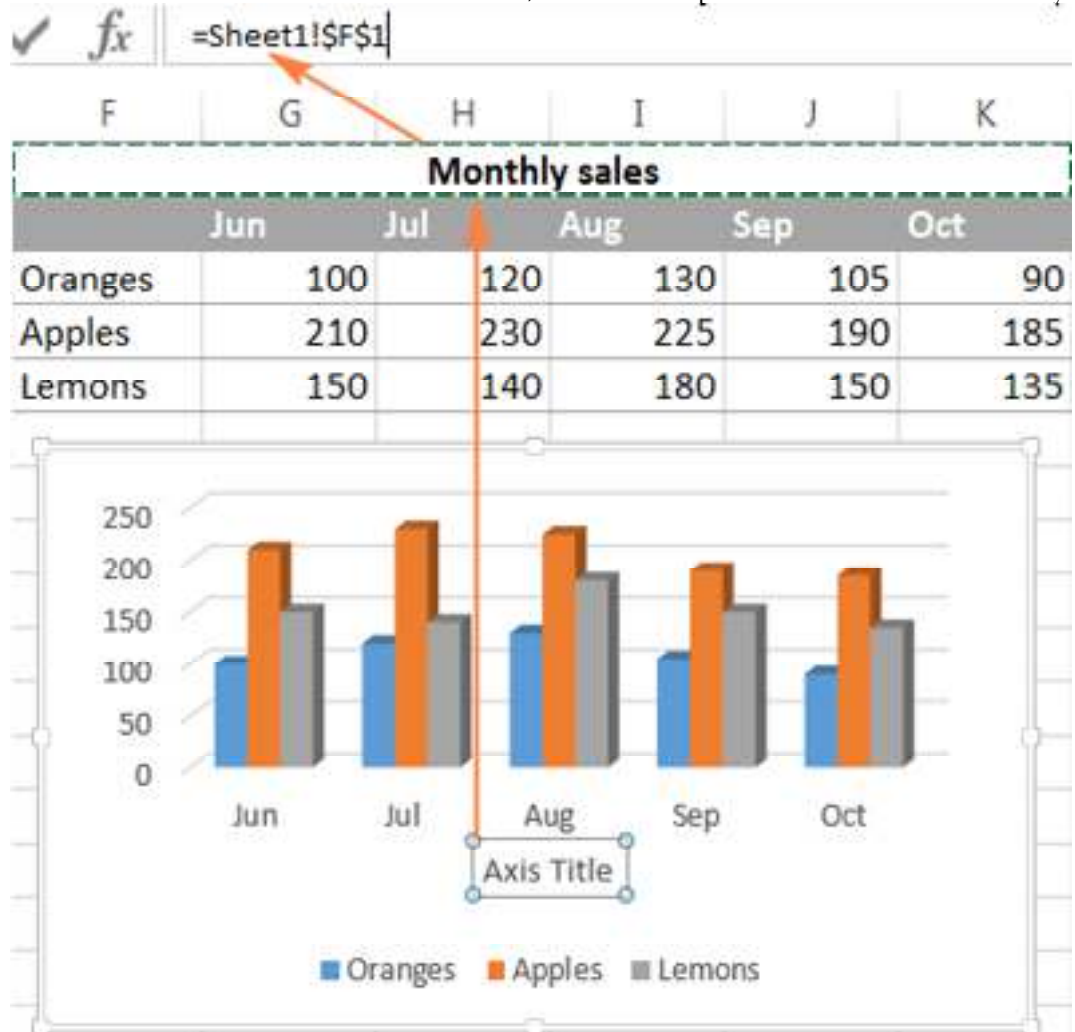 fx =Sheet1!$F$1
F G H I J K
Monthly sales
Jun Jul Aug Sep Oct
Oranges 100 120 130 105 90
Apples 210 230 225 190 185
Lemons 150 140 180 150 135
250
200
150
100
50
0
Jun Jul Aug Sep Oct
Axis Title
Oranges Apples Lemons